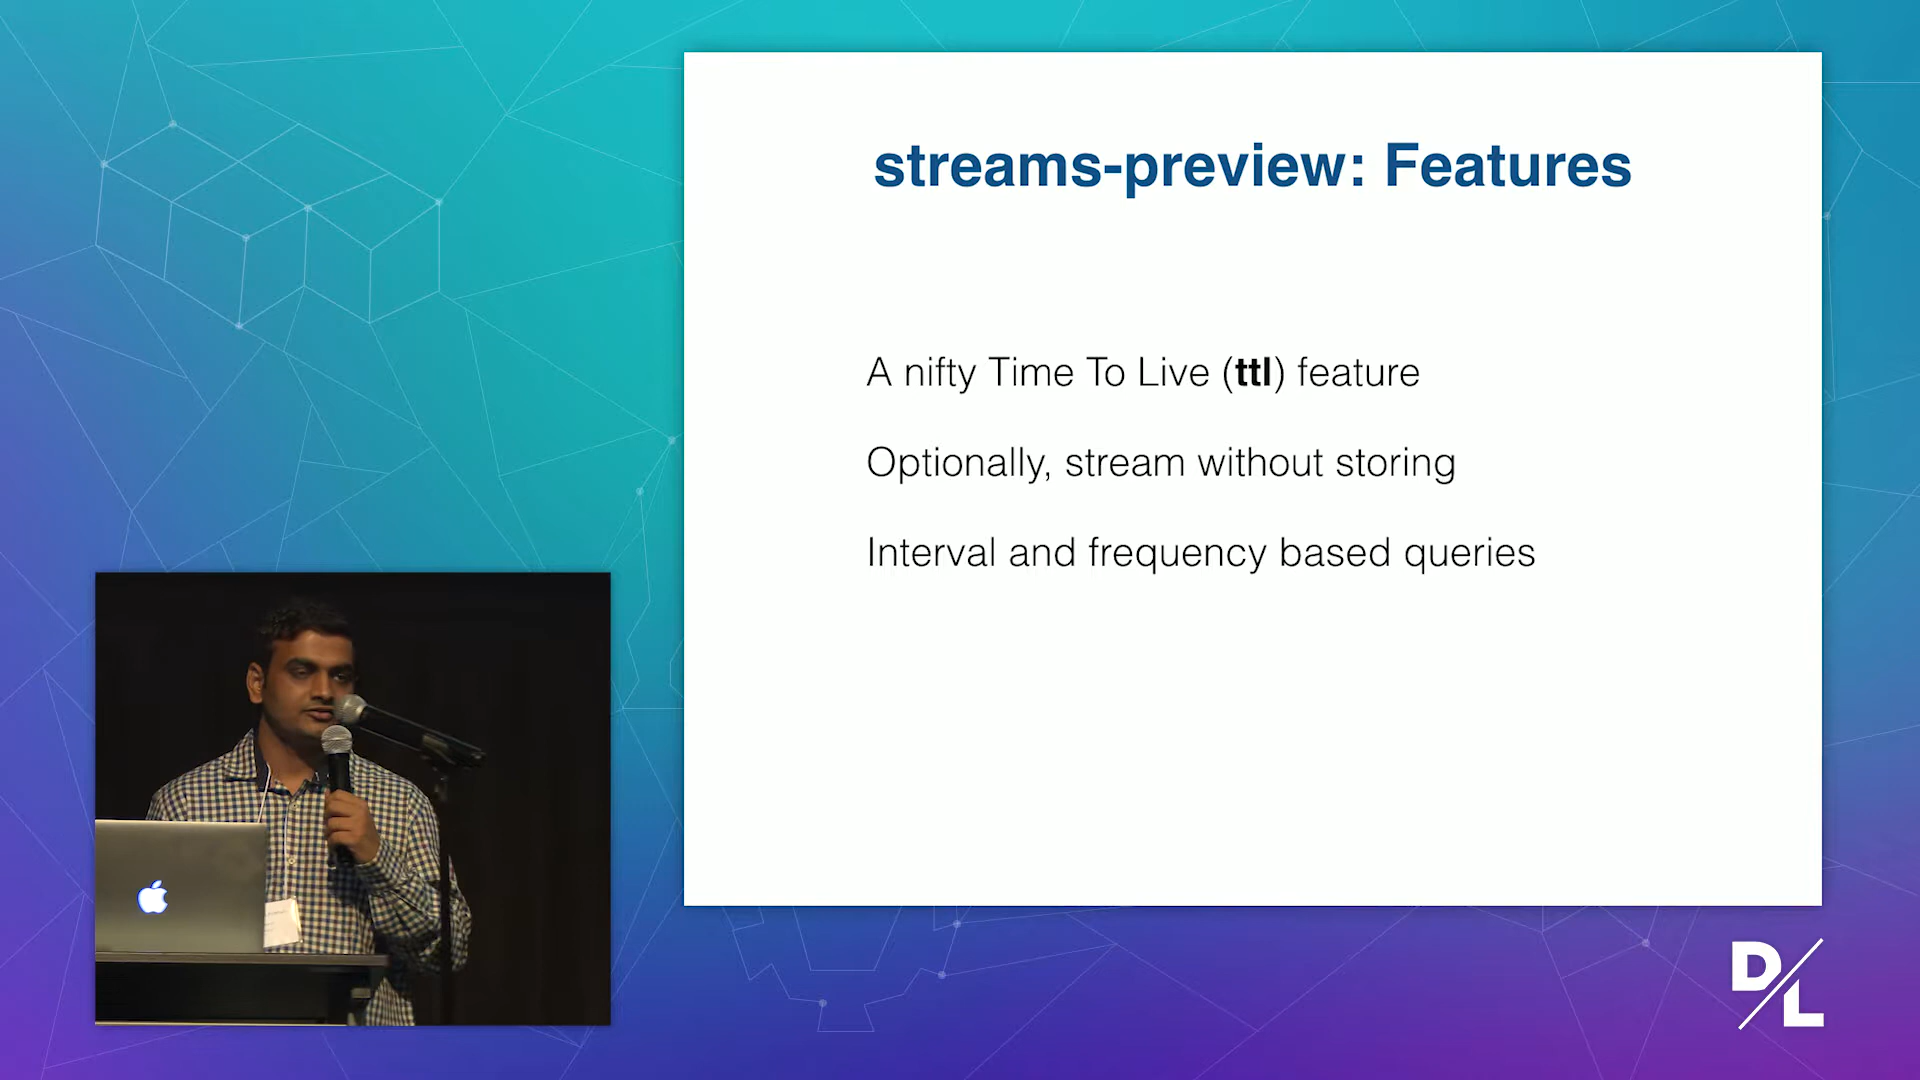 streams-preview: Features
A nifty Time To Live (ttl) feature
Optionally, stream without storing
Interval and frequency based queries
D/L